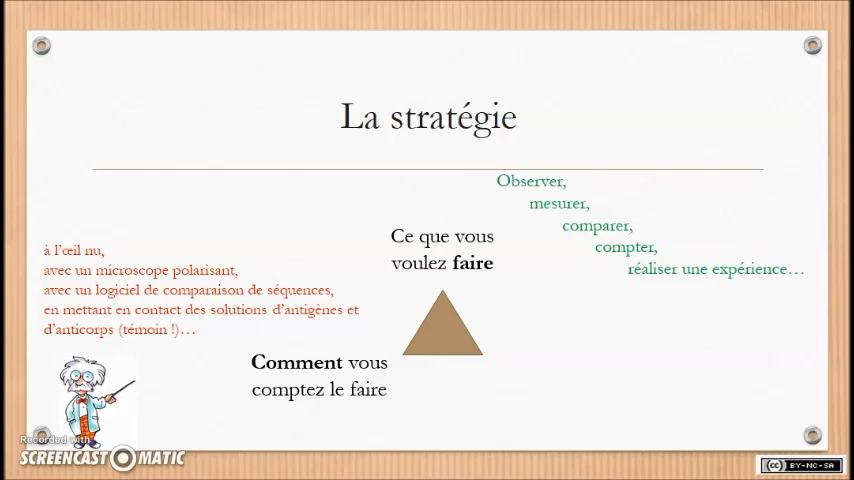 La stratégie
Observer,
mesurer,
comparer,
compter,
réaliser une expérience…
Ce que vous
voulez faire
à l’œil nu,
avec un microscope polarisant,
avec un logiciel de comparaison de séquences,
en mettant en contact des solutions d’antigènes et
d’anticorps (témoin !)…
Comment vous
comptez le faire
Recorded with
SCREENCAST MATIC
cc BY-NC-SA